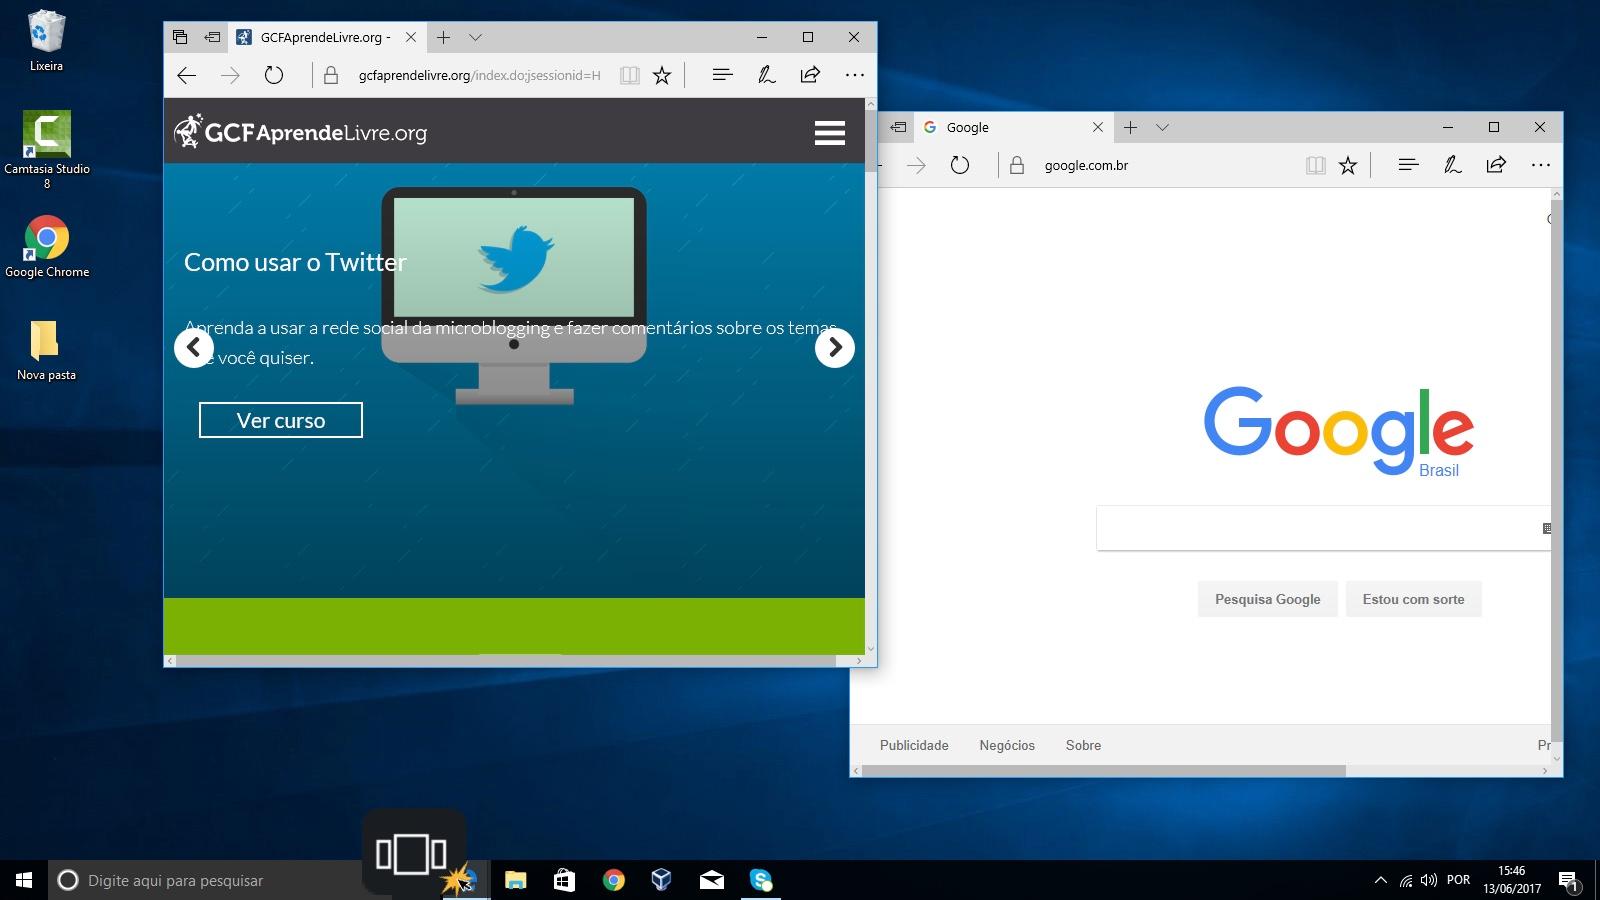 Lixeira
Camtasia Studio
8
Google Chrome
Nova pasta
GCFAprendeLivre.org -
gcfaprendelivre.org/index.do;jsessionid=H
GCFAprendeLivre.org
Como usar o Twitter
Aprenda a usar a rede social da microblogging e fazer comentários sobre os temas
você quiser.
Ver curso
Google
google.com.br
Google
Brasil
Pesquisa Google
Estou com sorte
Publicidade
Negócios
Sobre
Pr
Digite aqui para pesquisar
POR
15:46
13/06/2017
1